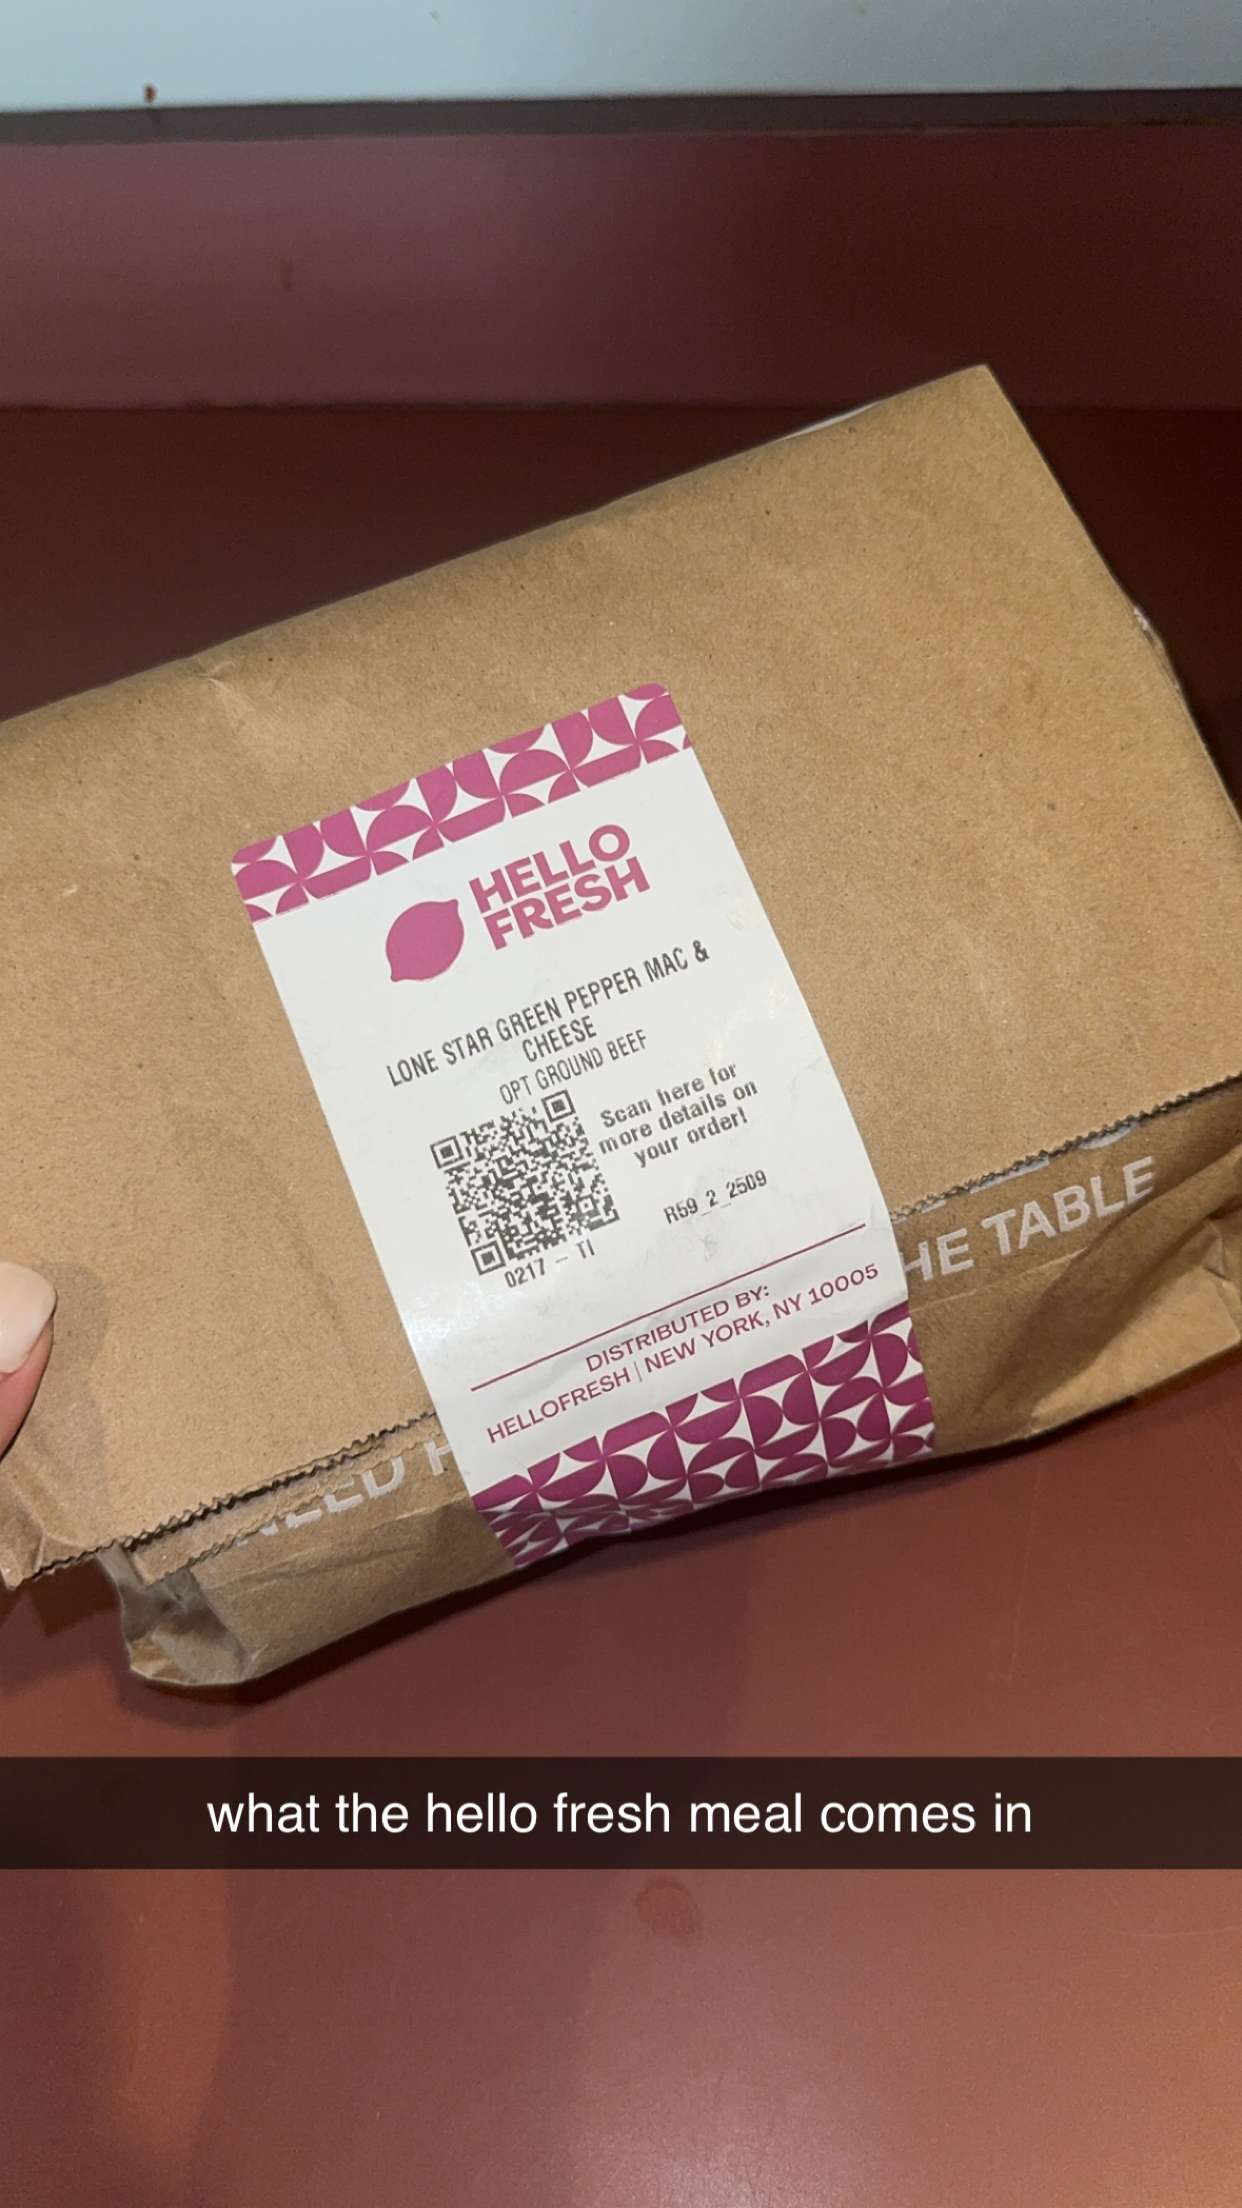 HELLO
FRESH
LONE STAR GREEN PEPPER MAC &
CHEESE
OPT GROUND BEEF
Scan here for
more details on
your order!
R59_2_2509
0217 - TI
DISTRIBUTED BY:
HELLOFRESH | NEW YORK, NY 10005
HE TABLE
what the hello fresh meal comes in